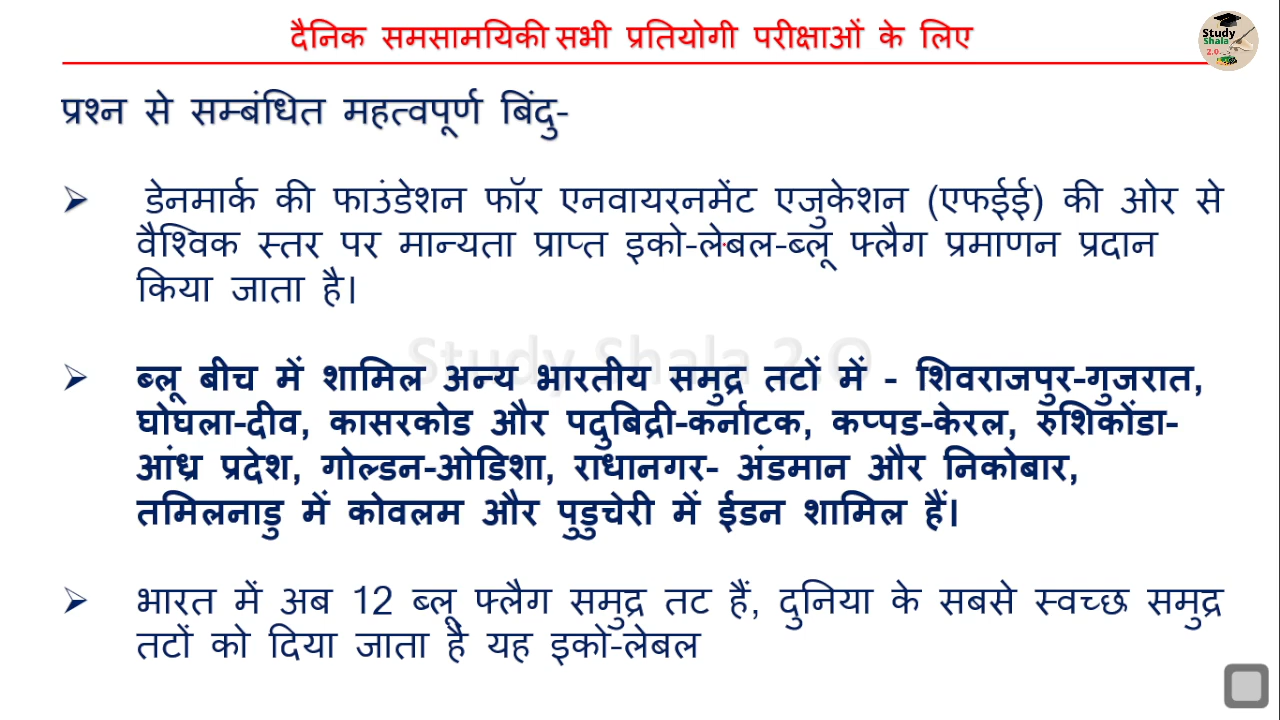 दैनिक समसामयिकी सभी प्रतियोगी परीक्षाओं के लिए
Study
Shala
2.0
प्रश्न से सम्बंधित महत्वपूर्ण बिंदु-
➢ डेनमार्क की फाउंडेशन फॉर एनवायरनमेंट एजुकेशन (एफईई) की ओर से
वैश्विक स्तर पर मान्यता प्राप्त इको-लेबल-ब्लू फ्लैग प्रमाणन प्रदान
किया जाता है।
Study Shala 2.O
➢ ब्लू बीच में शामिल अन्य भारतीय समुद्र तटों में - शिवराजपुर-गुजरात,
घोघला-दीव, कासरकोड और पदुबिद्री-कर्नाटक, कप्पड-केरल, रुशिकोंडा-
आंध्र प्रदेश, गोल्डन-ओडिशा, राधानगर- अंडमान और निकोबार,
तमिलनाडु में कोवलम और पुडुचेरी में ईडन शामिल हैं।
➢ भारत में अब 12 ब्लू फ्लैग समुद्र तट हैं, दुनिया के सबसे स्वच्छ समुद्र
तटों को दिया जाता है यह इको-लेबल